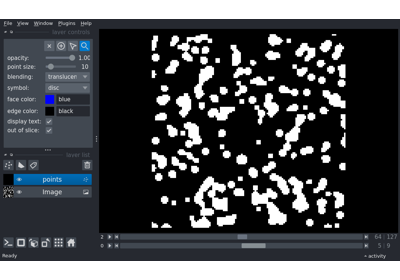 File View Window Plugins Help
layer controls
opacity: 1.00
point size: 10
blending: translucen
symbol: disc
face color: blue
edge color: black
display text:
out of slice:
layer list
points
Image
2 64 127
0 5 9
Ready activity